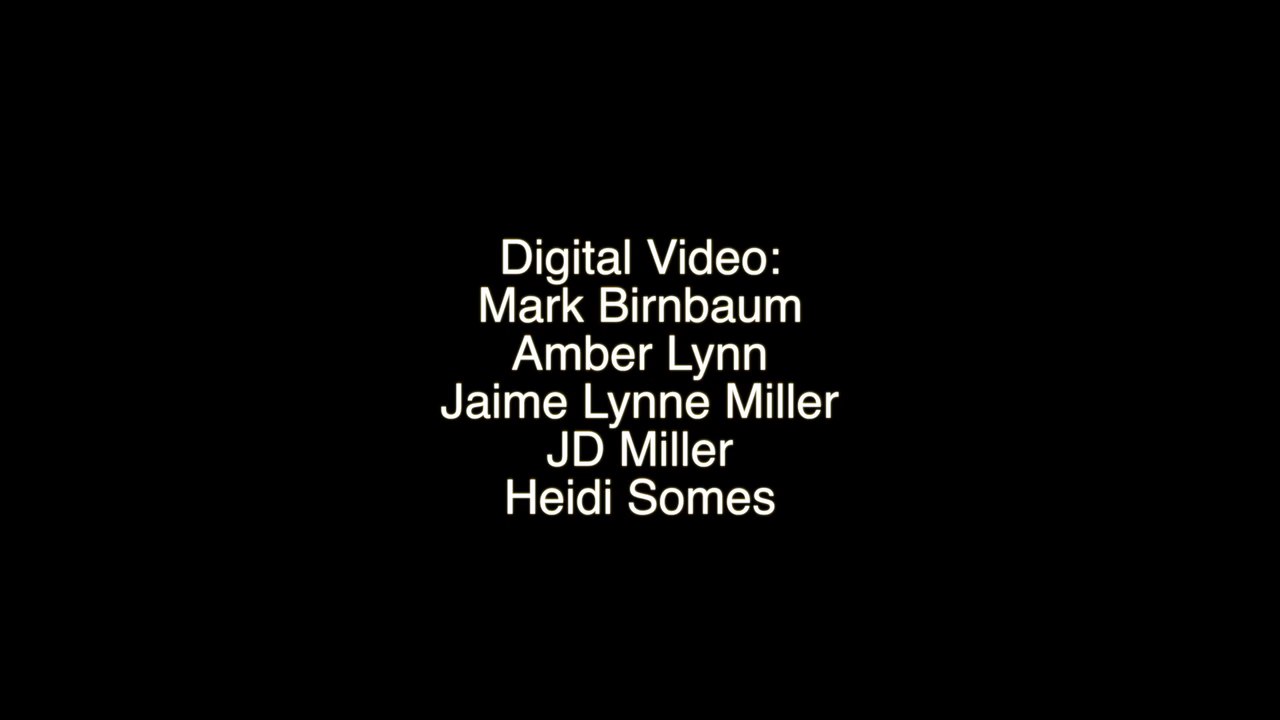 Digital Video:
Mark Birnbaum
Amber Lynn
Jaime Lynne Miller
JD Miller
Heidi Somes